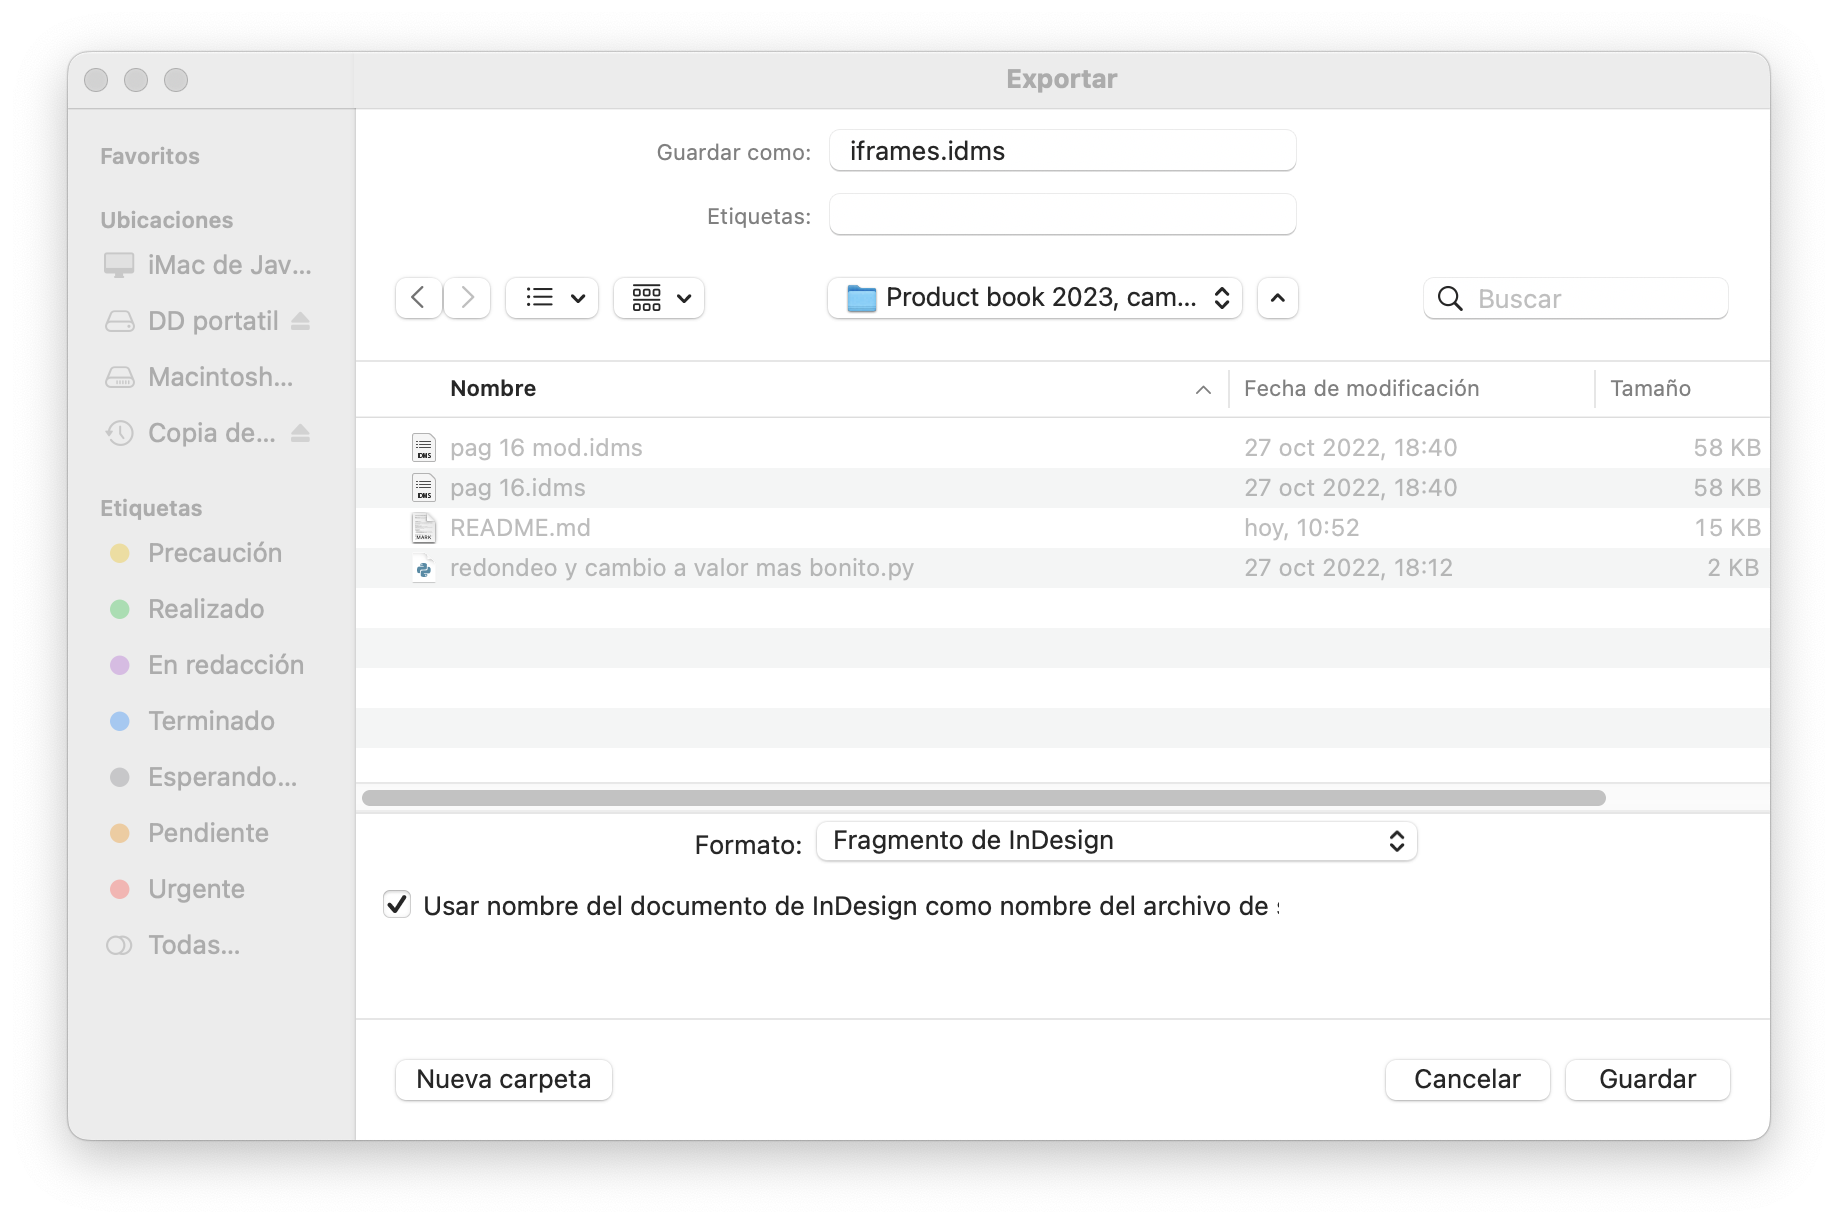 Exportar
Favoritos
Ubicaciones
iMac de Jav...
DD portatil
Macintosh...
Copia de...
Etiquetas
Precaución
Realizado
En redacción
Terminado
Esperando...
Pendiente
Urgente
Todas...
Guardar como: iframes.idms
Etiquetas:
Product book 2023, cam...
Buscar
Nombre Fecha de modificación Tamaño
pag 16 mod.idms 27 oct 2022, 18:40 58 KB
pag 16.idms 27 oct 2022, 18:40 58 KB
README.md hoy, 10:52 15 KB
redondeo y cambio a valor mas bonito.py 27 oct 2022, 18:12 2 KB
Formato: Fragmento de InDesign
Usar nombre del documento de InDesign como nombre del archivo de
Nueva carpeta Cancelar Guardar